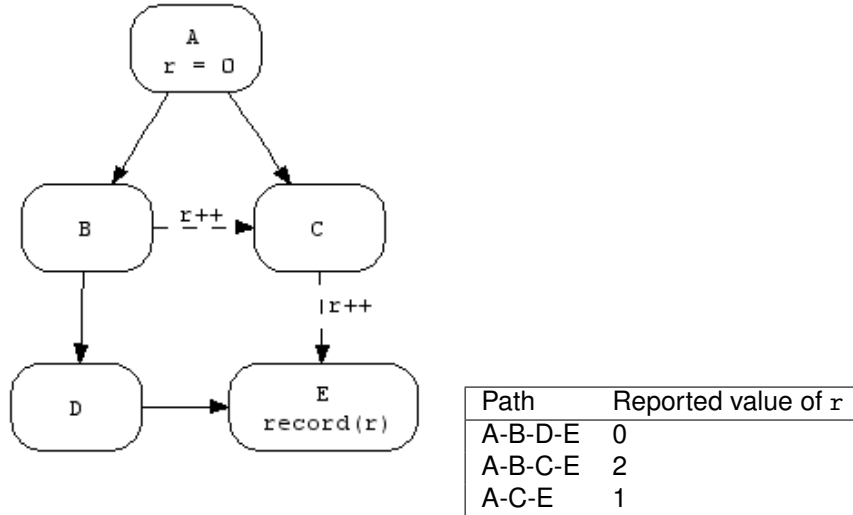 A
r = 0
B
r++
C
r++
D
E
record(r)
Path Reported value of r
A-B-D-E 0
A-B-C-E 2
A-C-E 1